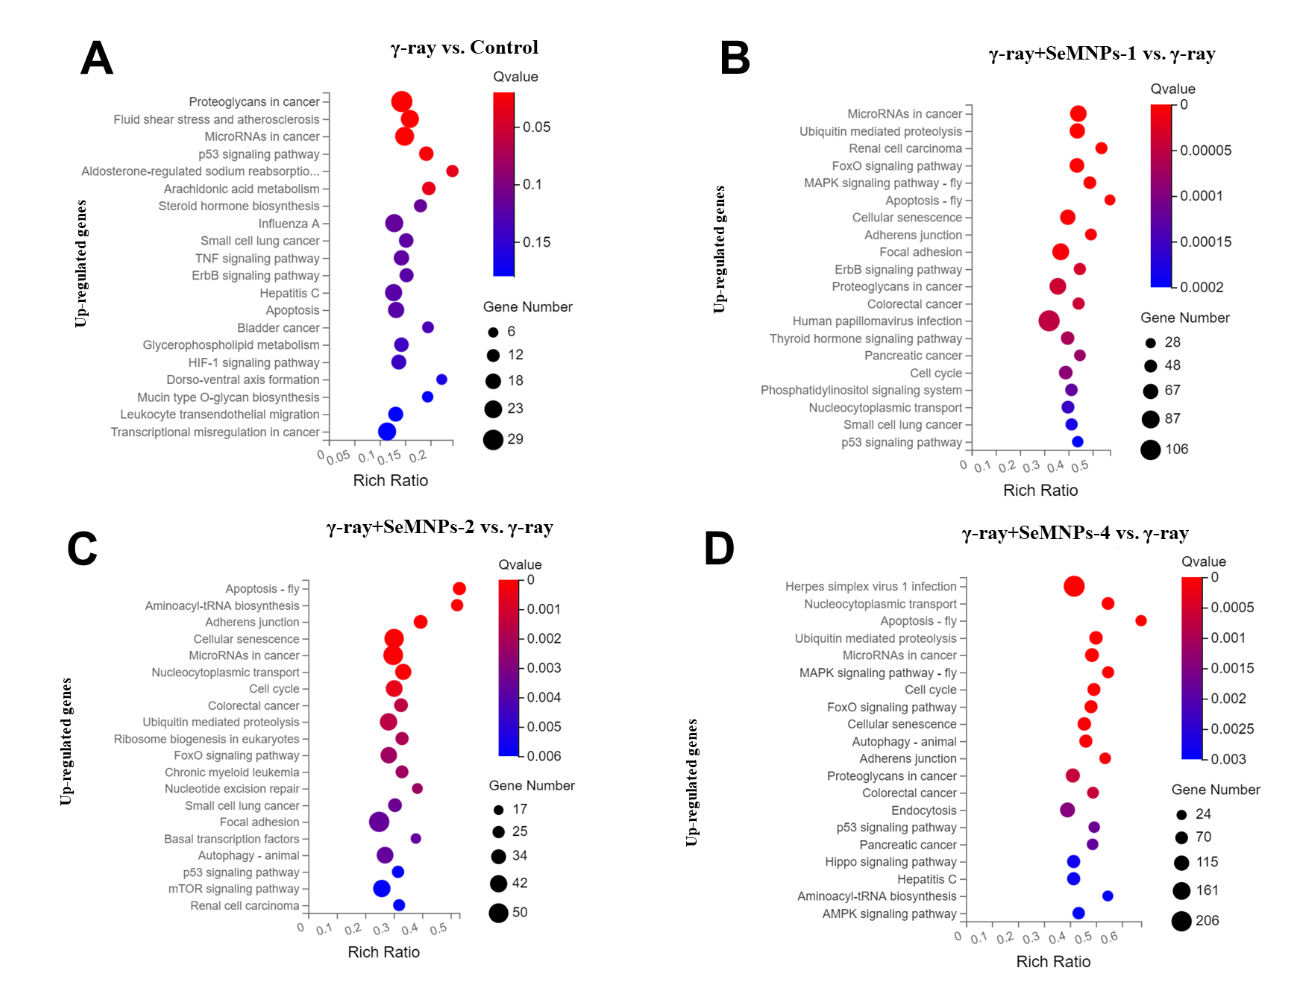 A
γ-ray vs. Control
Up-regulated genes
Proteoglycans in cancer
Fluid shear stress and atherosclerosis
MicroRNAs in cancer
p53 signaling pathway
Aldosterone-regulated sodium reabsorptio...
Arachidonic acid metabolism
Steroid hormone biosynthesis
Influenza A
Small cell lung cancer
TNF signaling pathway
ErbB signaling pathway
Hepatitis C
Apoptosis
Bladder cancer
Glycerophospholipid metabolism
HIF-1 signaling pathway
Dorso-ventral axis formation
Mucin type O-glycan biosynthesis
Leukocyte transendothelial migration
Transcriptional misregulation in cancer
0 0.05 0.1 0.15 0.2
Rich Ratio
Qvalue
0.05
0.1
0.15
Gene Number
6
12
18
23
29
B
γ-ray+SeMNPs-1 vs. γ-ray
Up-regulated genes
MicroRNAs in cancer
Ubiquitin mediated proteolysis
Renal cell carcinoma
FoxO signaling pathway
MAPK signaling pathway - fly
Apoptosis - fly
Cellular senescence
Adherens junction
Focal adhesion
ErbB signaling pathway
Proteoglycans in cancer
Colorectal cancer
Human papillomavirus infection
Thyroid hormone signaling pathway
Pancreatic cancer
Cell cycle
Phosphatidylinositol signaling system
Nucleocytoplasmic transport
Small cell lung cancer
p53 signaling pathway
0 0.1 0.2 0.3 0.4 0.5
Rich Ratio
Qvalue
0
0.00005
0.0001
0.00015
0.0002
Gene Number
28
48
67
87
106
C
γ-ray+SeMNPs-2 vs. γ-ray
Up-regulated genes
Apoptosis - fly
Aminoacyl-tRNA biosynthesis
Adherens junction
Cellular senescence
MicroRNAs in cancer
Nucleocytoplasmic transport
Cell cycle
Colorectal cancer
Ubiquitin mediated proteolysis
Ribosome biogenesis in eukaryotes
FoxO signaling pathway
Chronic myeloid leukemia
Nucleotide excision repair
Small cell lung cancer
Focal adhesion
Basal transcription factors
Autophagy - animal
p53 signaling pathway
mTOR signaling pathway
Renal cell carcinoma
0 0.1 0.2 0.3 0.4 0.5
Rich Ratio
Qvalue
0
0.001
0.002
0.003
0.004
0.005
0.006
Gene Number
17
25
34
42
50
D
γ-ray+SeMNPs-4 vs. γ-ray
Up-regulated genes
Herpes simplex virus 1 infection
Nucleocytoplasmic transport
Apoptosis - fly
Ubiquitin mediated proteolysis
MicroRNAs in cancer
MAPK signaling pathway - fly
Cell cycle
FoxO signaling pathway
Cellular senescence
Autophagy - animal
Adherens junction
Proteoglycans in cancer
Colorectal cancer
Endocytosis
p53 signaling pathway
Pancreatic cancer
Hippo signaling pathway
Hepatitis C
Aminoacyl-tRNA biosynthesis
AMPK signaling pathway
0 0.1 0.2 0.3 0.4 0.5 0.6
Rich Ratio
Qvalue
0
0.0005
0.001
0.0015
0.002
0.0025
0.003
Gene Number
24
70
115
161
206